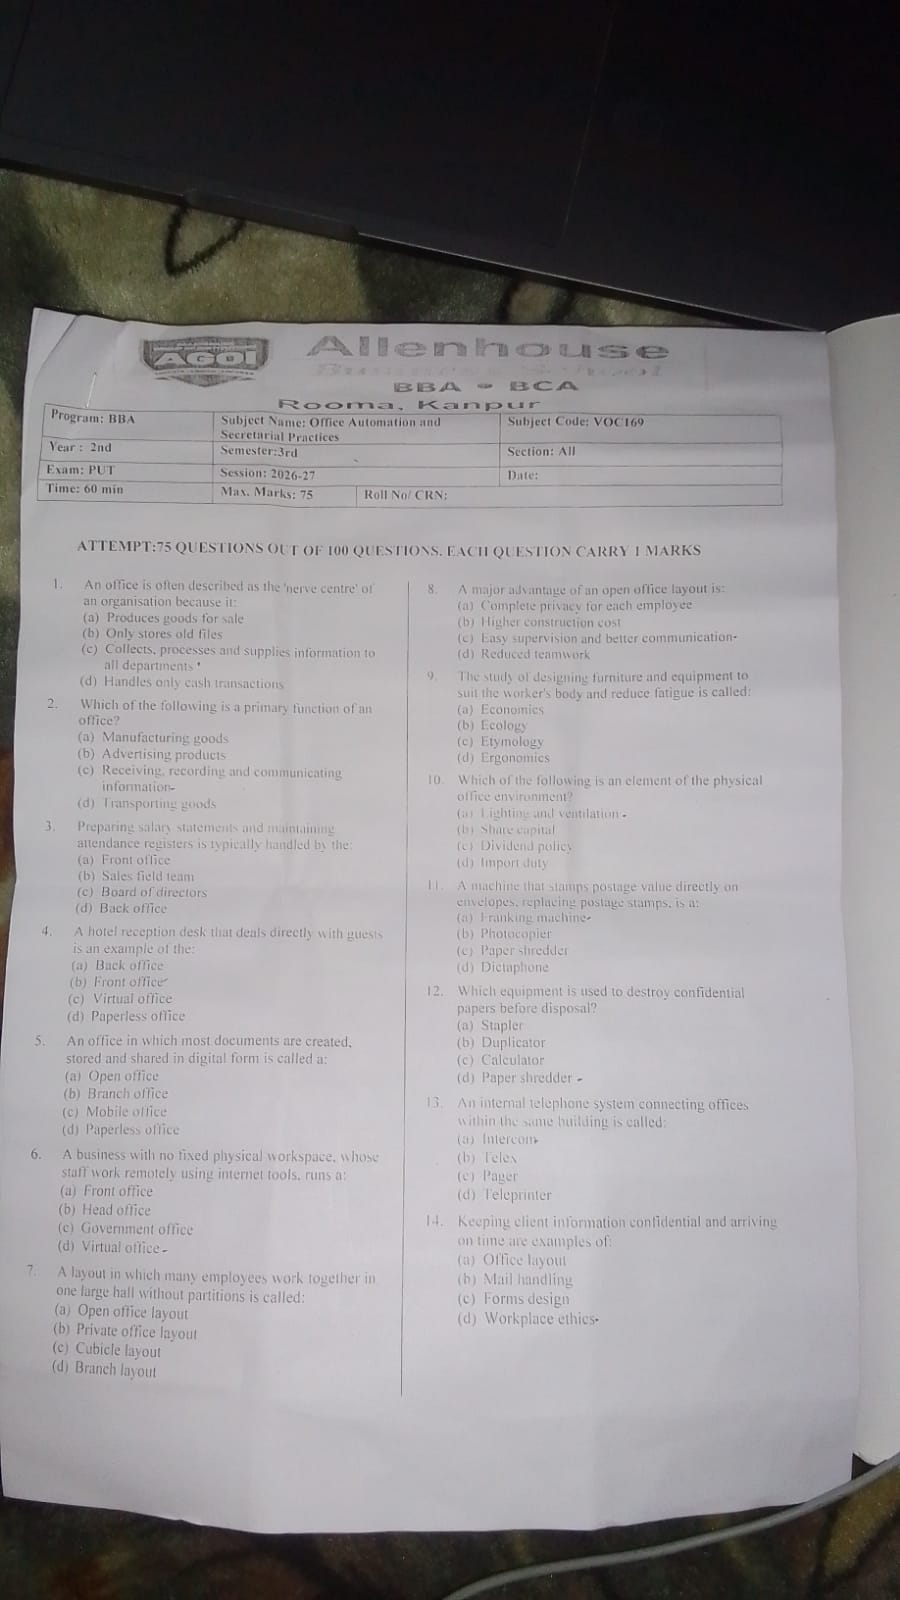 AGOI
Allenhouse
Business School
BBA • BCA
Rooma, Kanpur
Program: BBA
Subject Name: Office Automation and
Secretarial Practices
Subject Code: VOC169
Year : 2nd
Semester:3rd
Section: All
Exam: PUT
Session: 2026-27
Date:
Time: 60 min
Max. Marks: 75
Roll No/ CRN:
ATTEMPT:75 QUESTIONS OUT OF 100 QUESTIONS. EACH QUESTION CARRY 1 MARKS
1. An office is often described as the 'nerve centre' of
an organisation because it:
(a) Produces goods for sale
(b) Only stores old files
(c) Collects, processes and supplies information to
all departments
(d) Handles only cash transactions
2. Which of the following is a primary function of an
office?
(a) Manufacturing goods
(b) Advertising products
(c) Receiving, recording and communicating
information
(d) Transporting goods
3. Preparing salary statements and maintaining
attendance registers is typically handled by the:
(a) Front office
(b) Sales field team
(c) Board of directors
(d) Back office
4. A hotel reception desk that deals directly with guests
is an example of the:
(a) Back office
(b) Front office
(c) Virtual office
(d) Paperless office
5. An office in which most documents are created,
stored and shared in digital form is called a:
(a) Open office
(b) Branch office
(c) Mobile office
(d) Paperless office
6. A business with no fixed physical workspace, whose
staff work remotely using internet tools, runs a:
(a) Front office
(b) Head office
(c) Government office
(d) Virtual office
7. A layout in which many employees work together in
one large hall without partitions is called:
(a) Open office layout
(b) Private office layout
(c) Cubicle layout
(d) Branch layout
8. A major advantage of an open office layout is:
(a) Complete privacy for each employee
(b) Higher construction cost
(c) Easy supervision and better communication
(d) Reduced teamwork
9. The study of designing furniture and equipment to
suit the worker's body and reduce fatigue is called:
(a) Economics
(b) Ecology
(c) Etymology
(d) Ergonomics
10. Which of the following is an element of the physical
office environment?
(a) Lighting and ventilation
(b) Share capital
(c) Dividend policy
(d) Import duty
11. A machine that stamps postage value directly on
envelopes, replacing postage stamps, is a:
(a) Franking machine
(b) Photocopier
(c) Paper shredder
(d) Dictaphone
12. Which equipment is used to destroy confidential
papers before disposal?
(a) Stapler
(b) Duplicator
(c) Calculator
(d) Paper shredder
13. An internal telephone system connecting offices
within the same building is called:
(a) Intercom
(b) Telex
(c) Pager
(d) Teleprinter
14. Keeping client information confidential and arriving
on time are examples of:
(a) Office layout
(b) Mail handling
(c) Forms design
(d) Workplace ethics